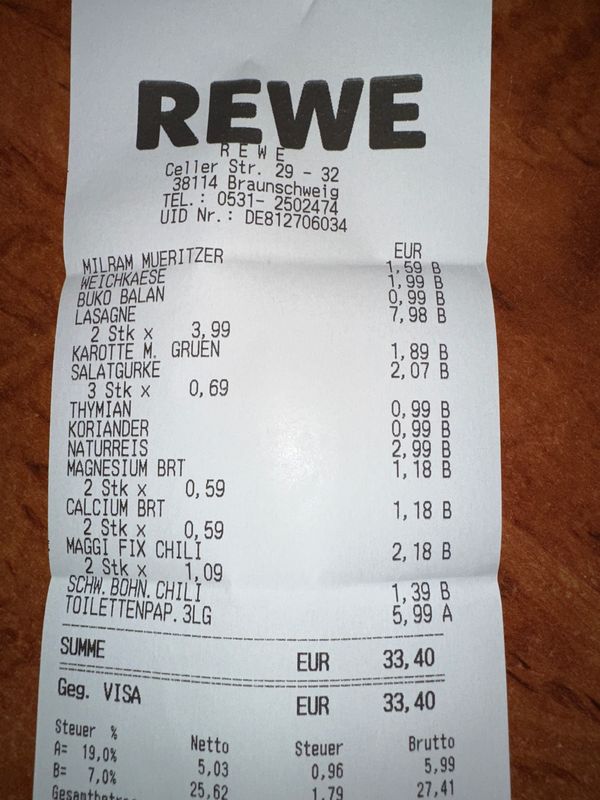 REWE
R E W E
Celler Str. 29 - 32
38114 Braunschweig
TEL.: 0531- 2502474
UID Nr.: DE812706034
EUR
MILRAM MUERITZER 1,59 B
WEICHKAESE 1,99 B
BUKO BALAN 0,99 B
LASAGNE 7,98 B
2 Stk x 3,99
KAROTTE M. GRUEN 1,89 B
SALATGURKE 2,07 B
3 Stk x 0,69
THYMIAN 0,99 B
KORIANDER 0,99 B
NATURREIS 2,99 B
MAGNESIUM BRT 1,18 B
2 Stk x 0,59
CALCIUM BRT 1,18 B
2 Stk x 0,59
MAGGI FIX CHILI 2,18 B
2 Stk x 1,09
SCHW.BOHN.CHILI 1,39 B
TOILETTENPAP.3LG 5,99 A
SUMME EUR 33,40
Geg. VISA EUR 33,40
Steuer % Netto Steuer Brutto
A= 19,0% 5,03 0,96 5,99
B= 7,0% 25,62 1,79 27,41